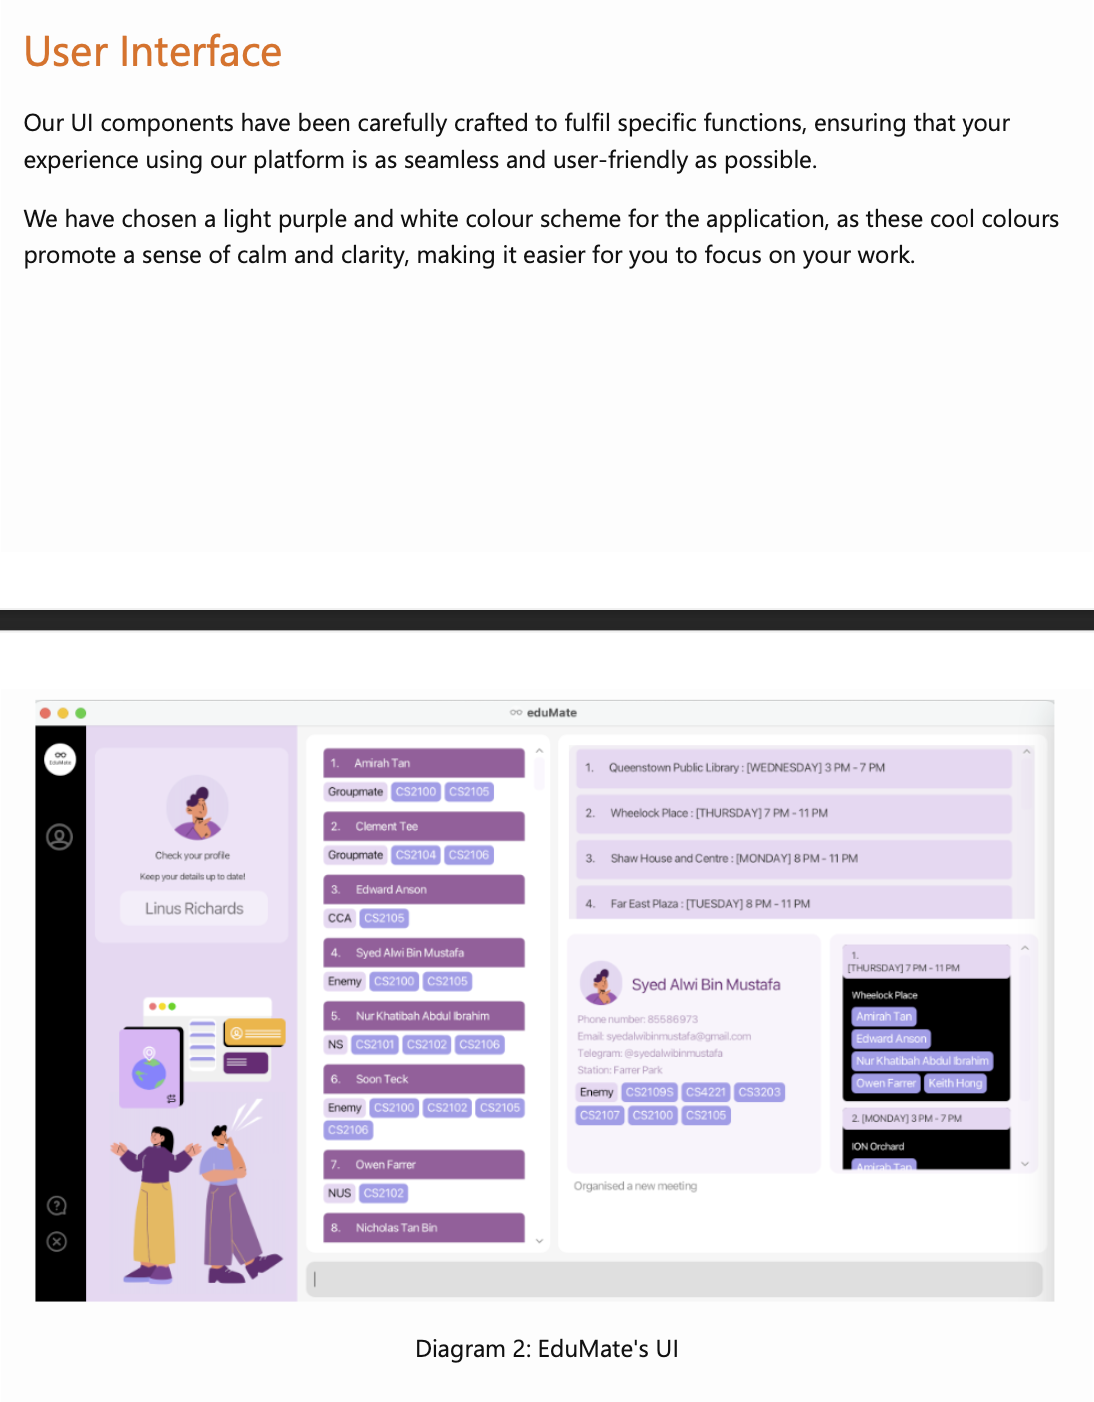 User Interface
Our UI components have been carefully crafted to fulfil specific functions, ensuring that your
experience using our platform is as seamless and user-friendly as possible.
We have chosen a light purple and white colour scheme for the application, as these cool colours
promote a sense of calm and clarity, making it easier for you to focus on your work.
eduMate
EduMate
Check your profile
Keep your details up to date!
Linus Richards
1. Amirah Tan
Groupmate CS2100 CS2105
2. Clement Tee
Groupmate CS2104 CS2106
3. Edward Anson
CCA CS2105
4. Syed Alwi Bin Mustafa
Enemy CS2100 CS2105
5. Nur Khatibah Abdul Ibrahim
NS CS2101 CS2102 CS2106
6. Soon Teck
Enemy CS2100 CS2102 CS2105
CS2106
7. Owen Farrer
NUS CS2102
8. Nicholas Tan Bin
1. Queenstown Public Library : [WEDNESDAY] 3 PM - 7 PM
2. Wheelock Place : [THURSDAY] 7 PM - 11 PM
3. Shaw House and Centre : [MONDAY] 8 PM - 11 PM
4. Far East Plaza : [TUESDAY] 8 PM - 11 PM
Syed Alwi Bin Mustafa
Phone number: 85586973
Email: syedalwibinmustafa@gmail.com
Telegram: @syedalwibinmustafa
Station: Farrer Park
Enemy CS2109S CS4221 CS3203
CS2107 CS2100 CS2105
1.
[THURSDAY] 7 PM - 11 PM
Wheelock Place
Amirah Tan
Edward Anson
Nur Khatibah Abdul Ibrahim
Owen Farrer Keith Hong
2. [MONDAY] 3 PM - 7 PM
ION Orchard
Amirah Tan
Organised a new meeting
Diagram 2: EduMate's UI